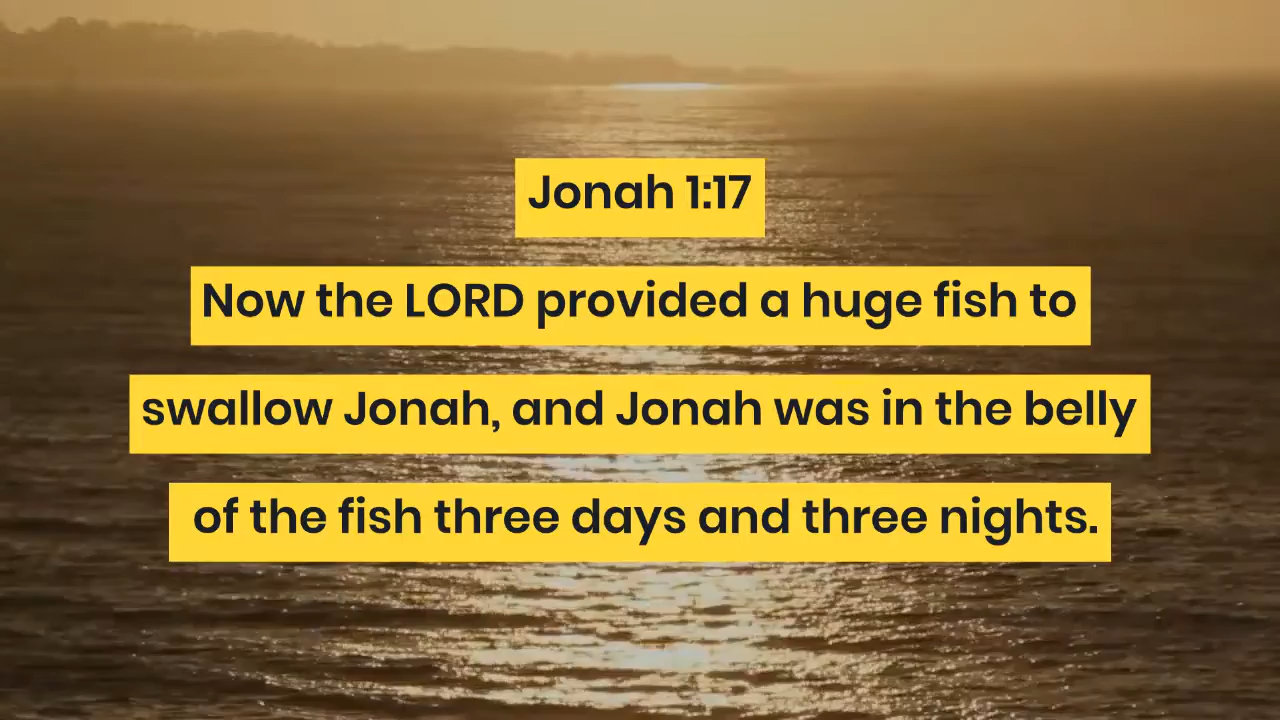 Jonah 1:17
Now the LORD provided a huge fish to
swallow Jonah, and Jonah was in the belly
of the fish three days and three nights.